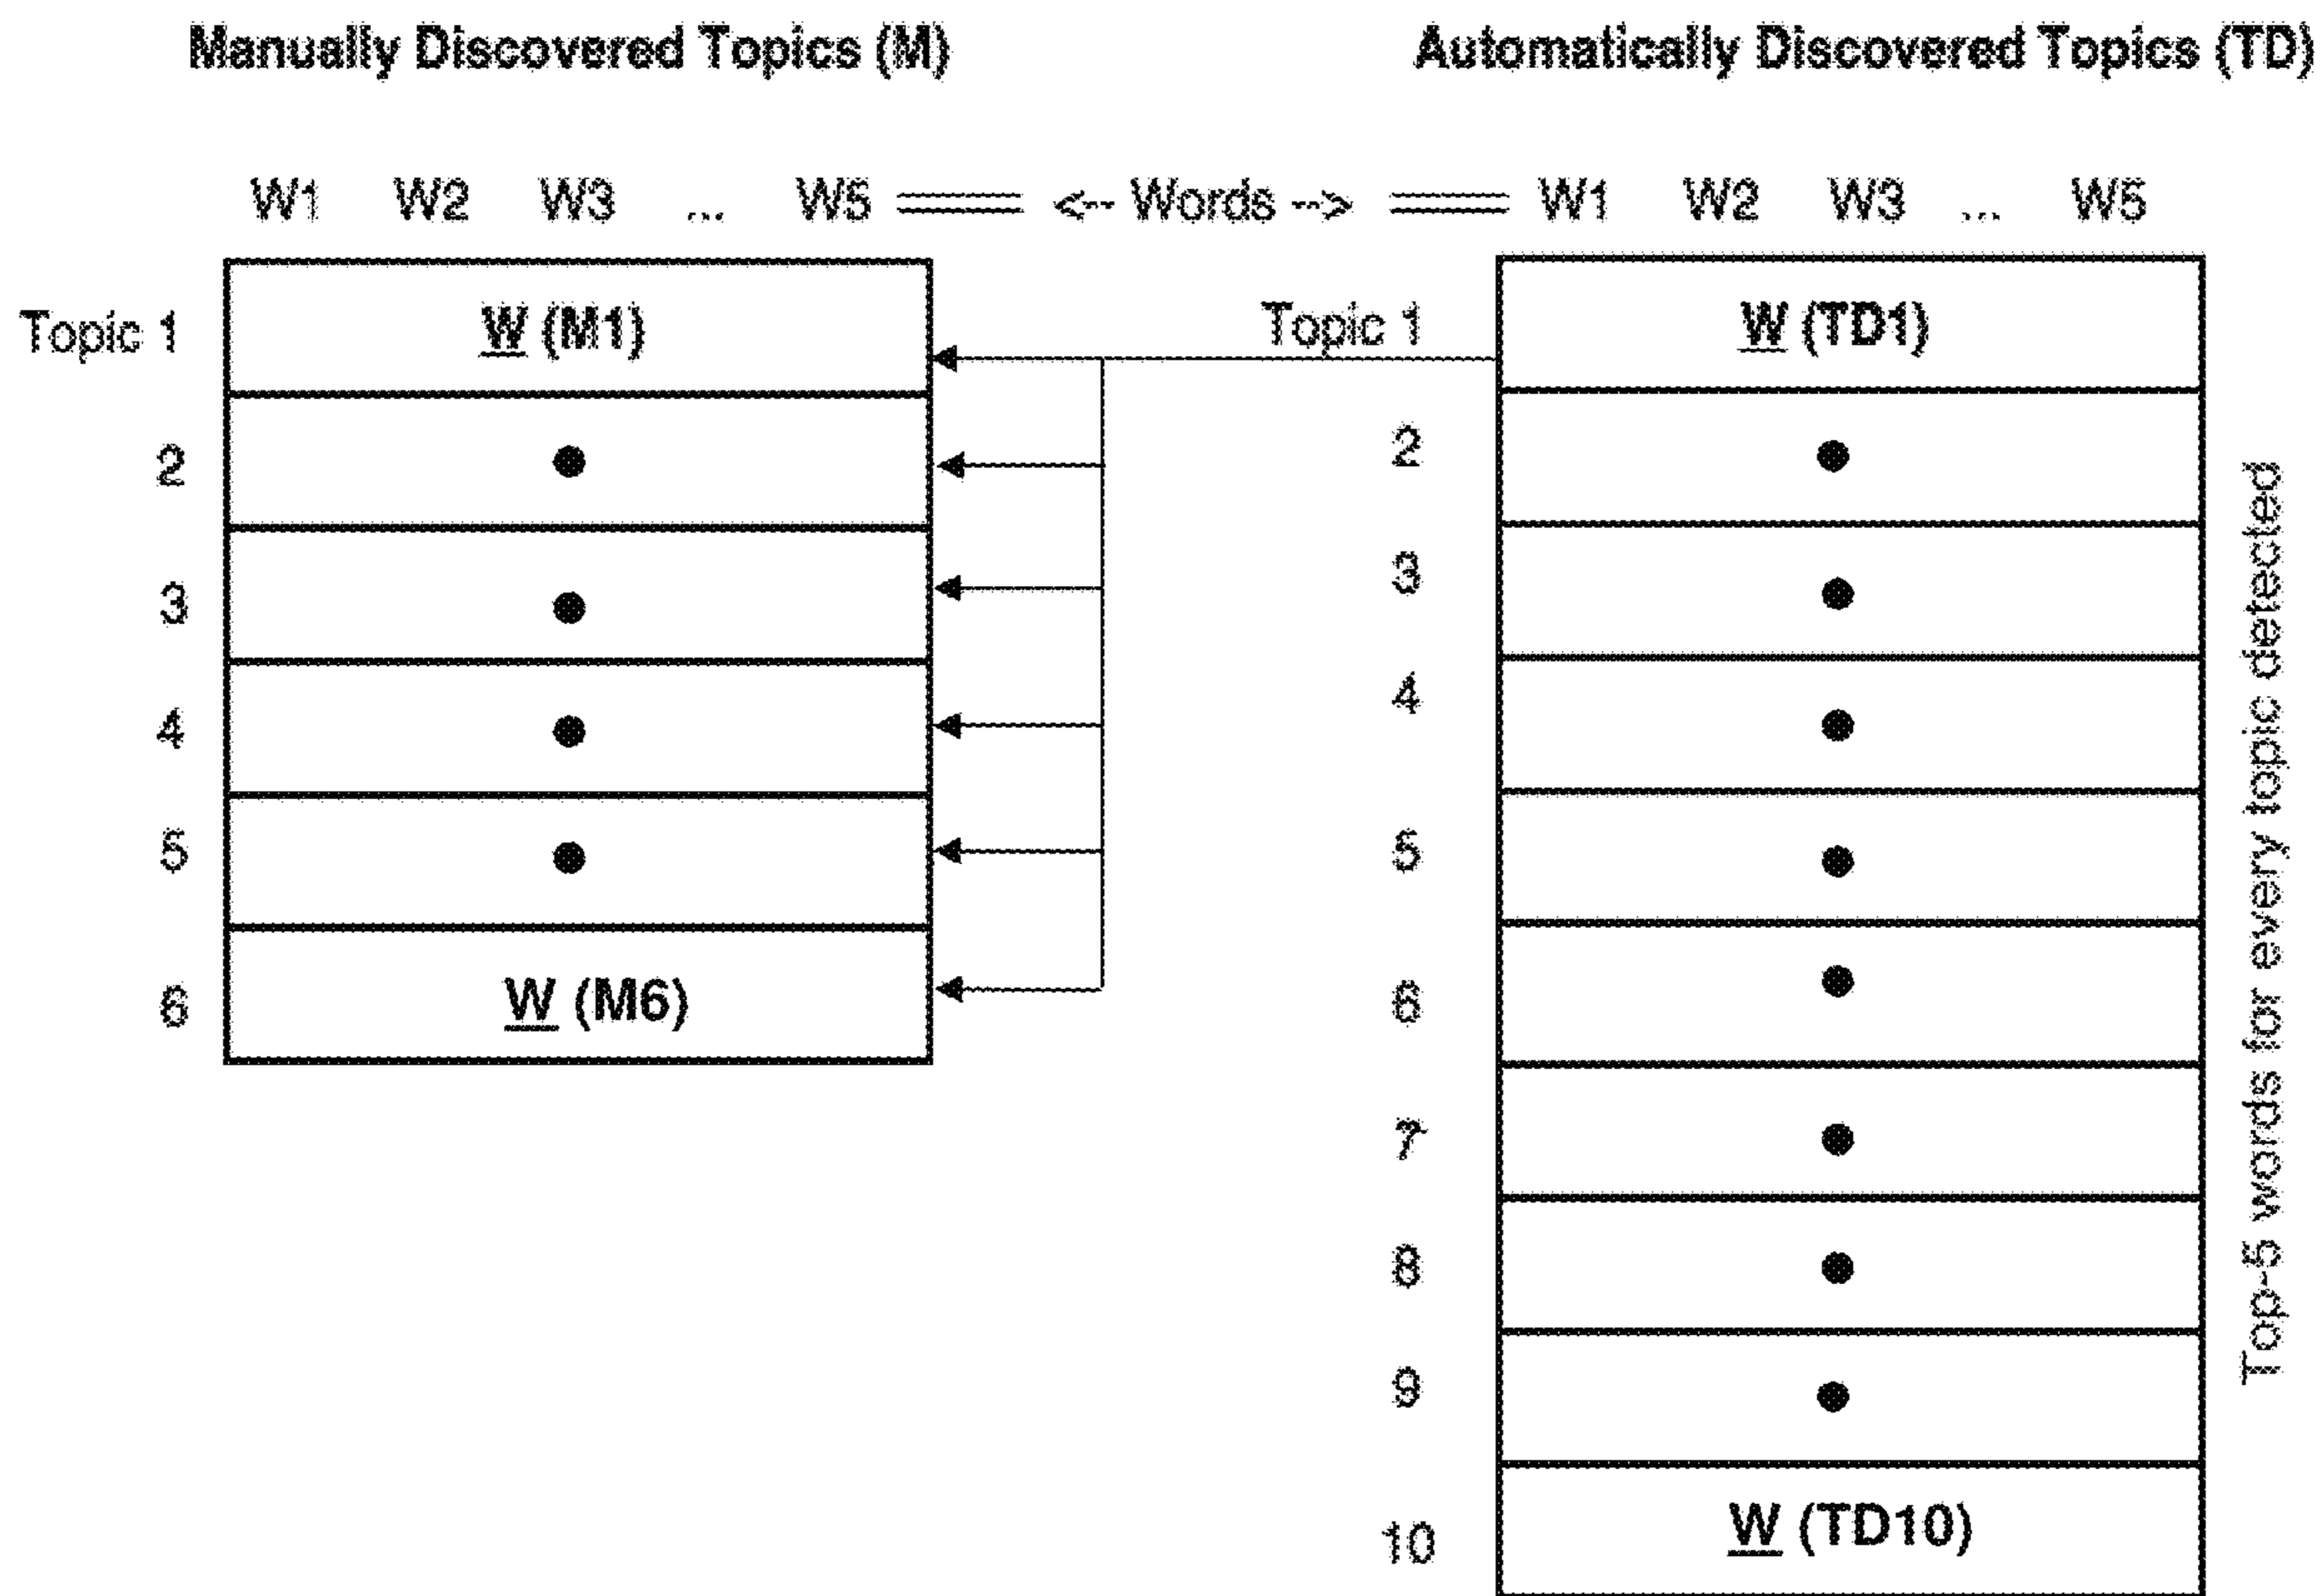 Manually Discovered Topics (M)
Automatically Discovered Topics (TD)
W1 W2 W3 ... W5 <-- Words --> W1 W2 W3 ... W5
Topic 1
W (M1)
2
3
4
5
6
W (M6)
Topic 1
W (TD1)
2
3
4
5
6
7
8
9
10
W (TD10)
Top-5 words for every topic detected